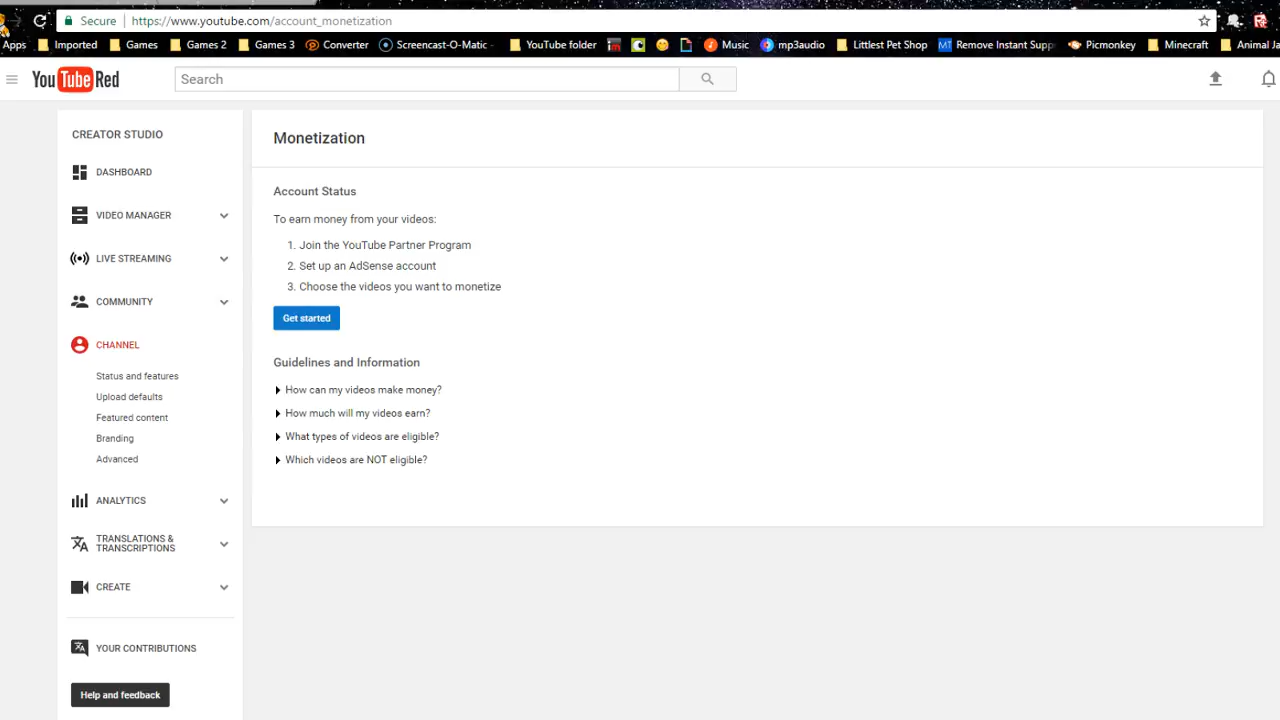 Secure https://www.youtube.com/account_monetization
Apps Imported Games Games 2 Games 3 Converter Screencast-O-Matic YouTube folder Music mp3audio Littlest Pet Shop Remove Instant Supp Picmonkey Minecraft Animal Ja
YouTube Red Search
CREATOR STUDIO
DASHBOARD
VIDEO MANAGER
LIVE STREAMING
COMMUNITY
CHANNEL
Status and features
Upload defaults
Featured content
Branding
Advanced
ANALYTICS
TRANSLATIONS &
TRANSCRIPTIONS
CREATE
YOUR CONTRIBUTIONS
Help and feedback
Monetization
Account Status
To earn money from your videos:
1. Join the YouTube Partner Program
2. Set up an AdSense account
3. Choose the videos you want to monetize
Get started
Guidelines and Information
How can my videos make money?
How much will my videos earn?
What types of videos are eligible?
Which videos are NOT eligible?